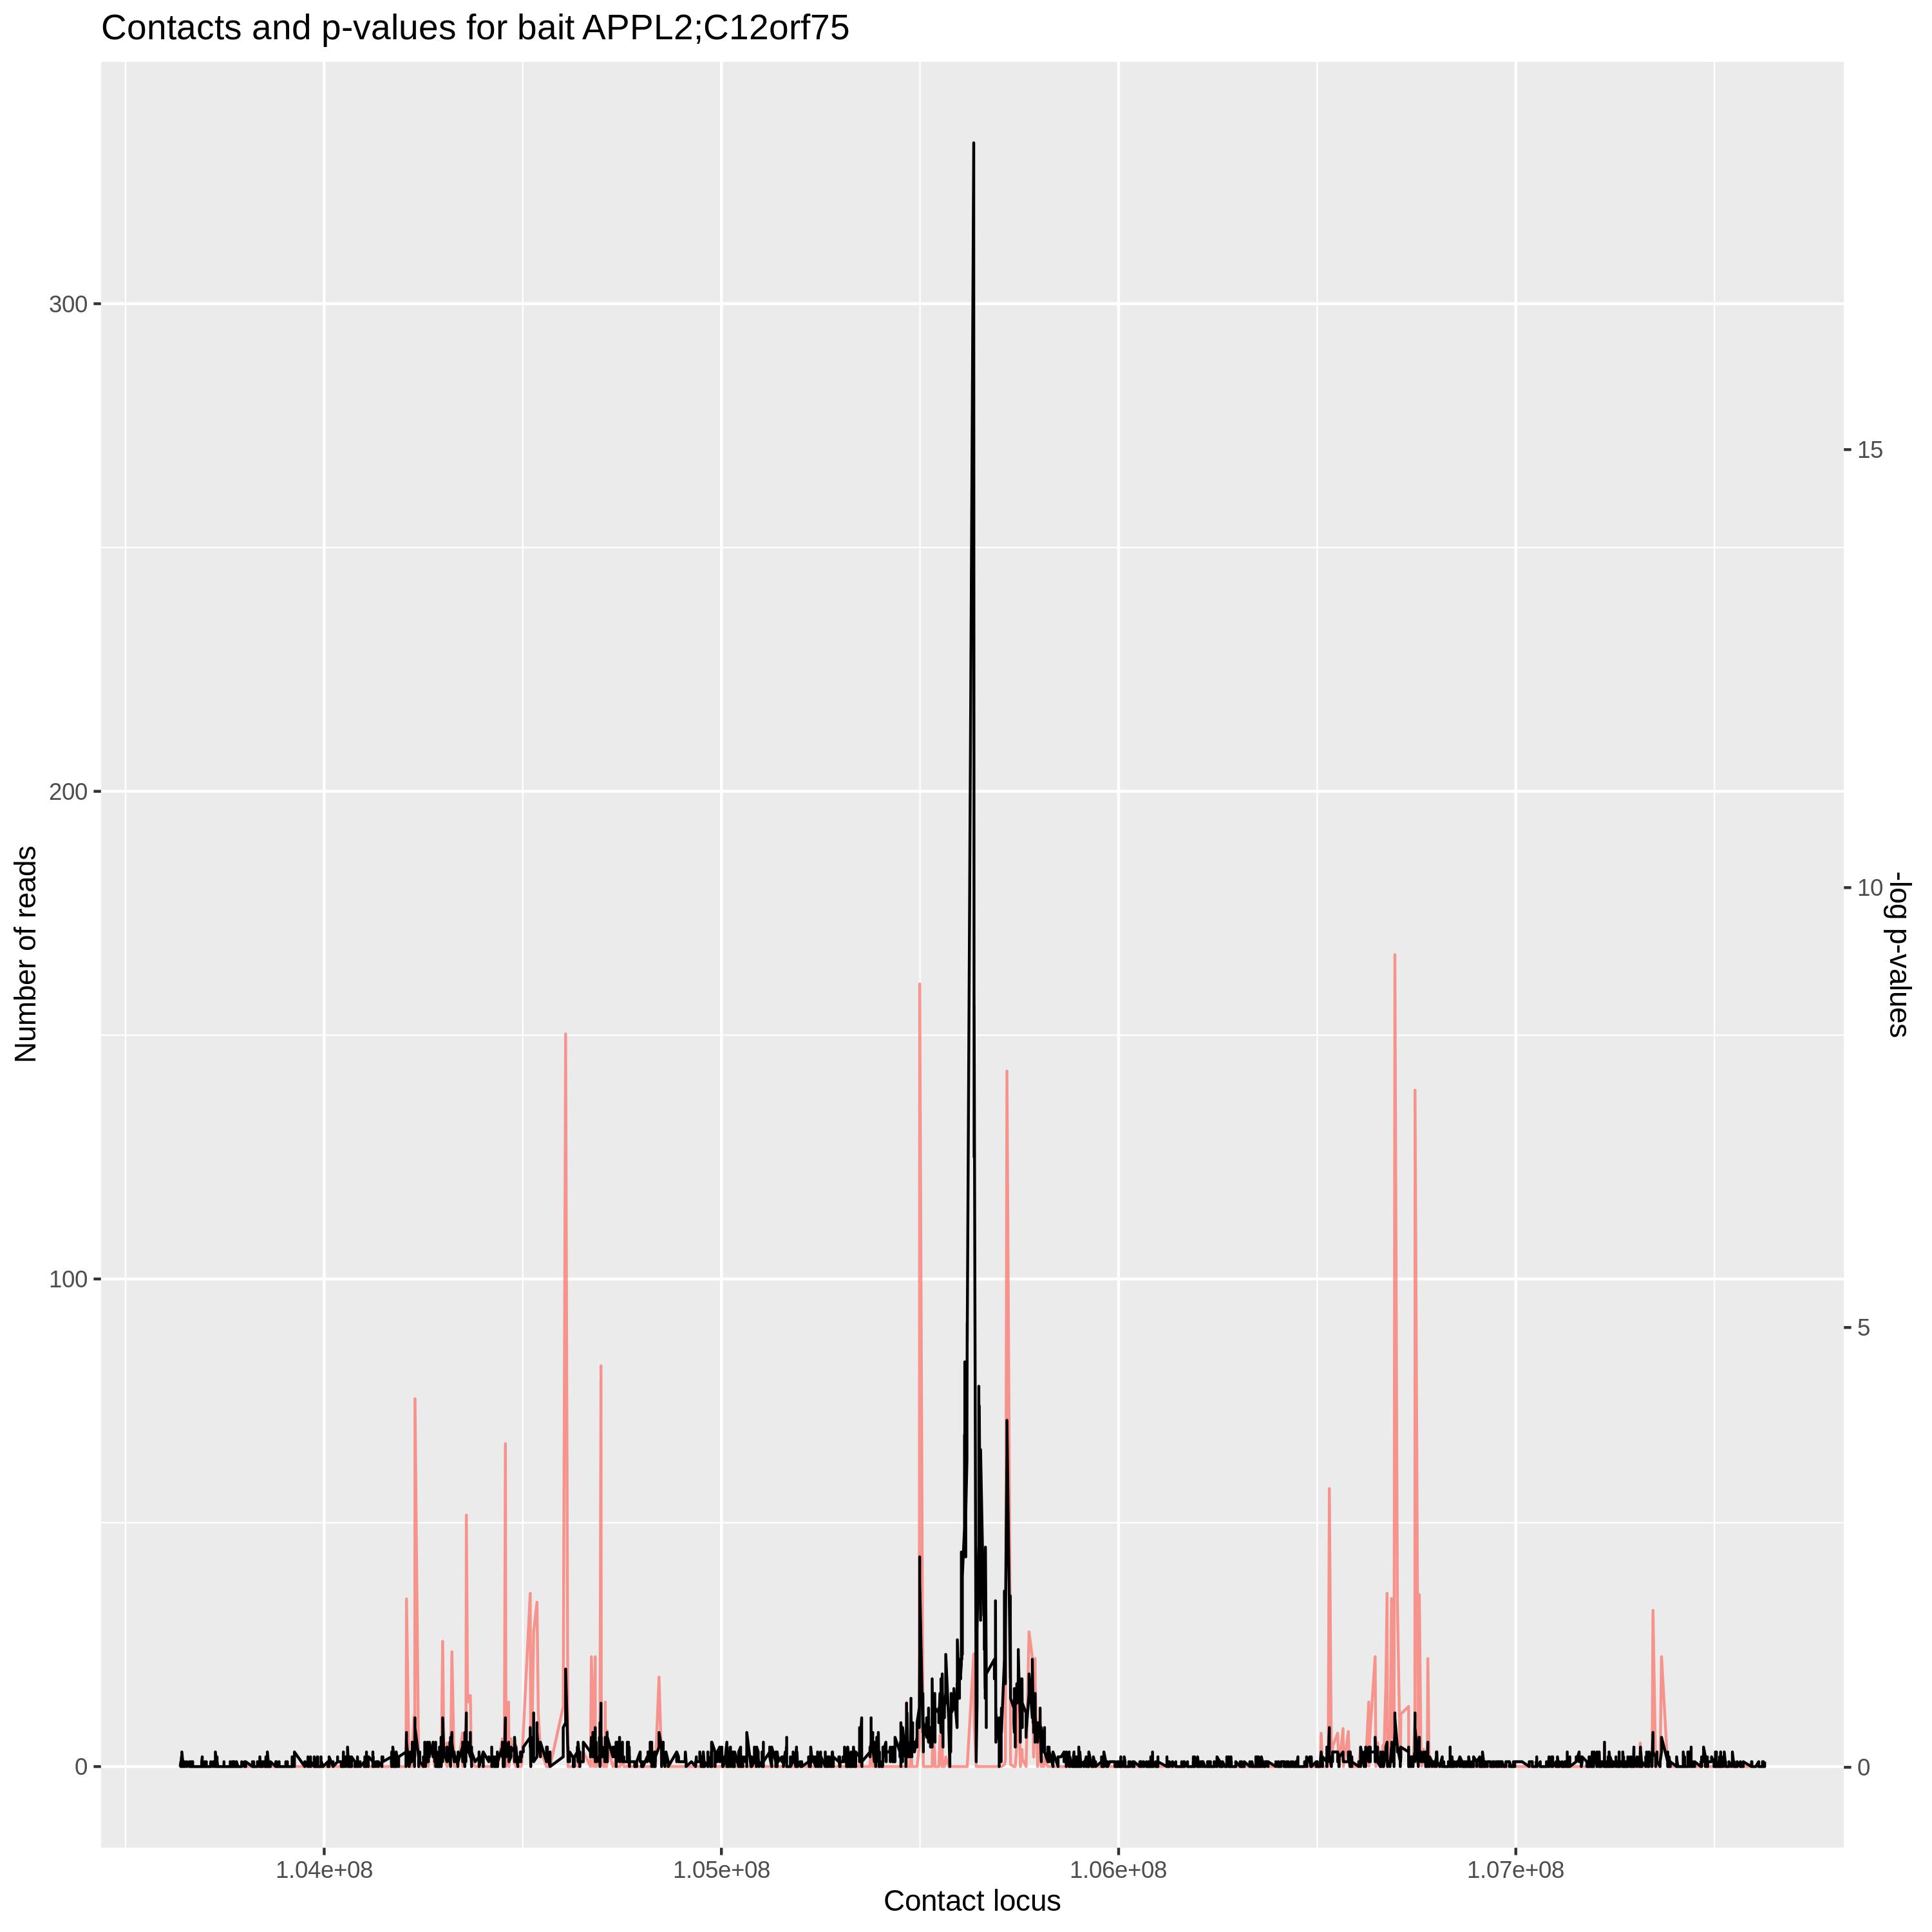 Contacts and p-values for bait APPL2;C12orf75
300
200
100
0
Number of reads
15
10
5
0
-log p-values
1.04e+08
1.05e+08
1.06e+08
1.07e+08
Contact locus